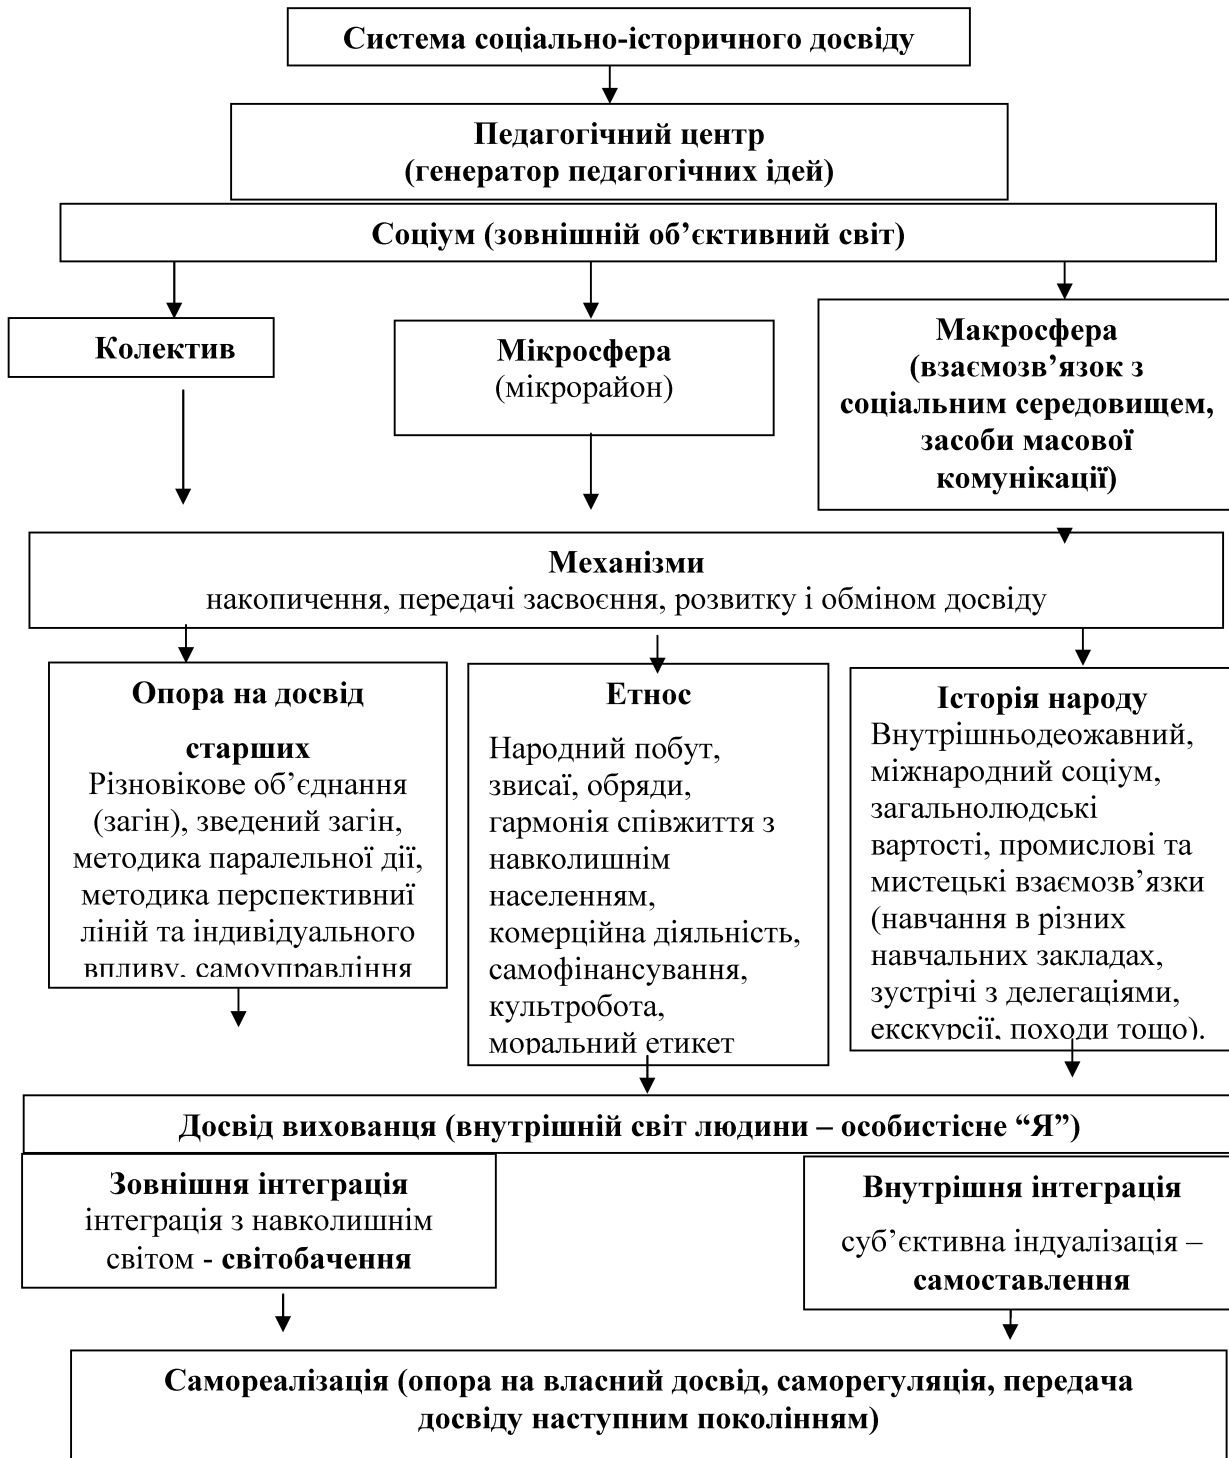 Система соціально-історичного досвіду
Педагогічний центр
(генератор педагогічних ідей)
Соціум (зовнішній об’єктивний світ)
Колектив
Мікросфера
(мікрорайон)
Макросфера
(взаємозв’язок з
соціальним середовищем,
засоби масової
комунікації)
Механізми
накопичення, передачі засвоєння, розвитку і обміном досвіду
Опора на досвід
старших
Різновікове об’єднання
(загін), зведений загін,
методика паралельної дії,
методика перспективниї
ліній та індивідуального
впливу, самоуправління
Етнос
Народний побут,
звисаї, обряди,
гармонія співжиття з
навколишнім
населенням,
комерційна діяльність,
самофінансування,
культробота,
моральний етикет
Історія народу
Внутрішньодеожавний,
міжнародний соціум,
загальнолюдські
вартості, промислові та
мистецькі взаємозв’язки
(навчання в різних
навчальних закладах,
зустрічі з делегаціями,
екскурсії, походи тощо).
Досвід вихованця (внутрішній світ людини – особистісне “Я”)
Зовнішня інтеграція
інтеграція з навколишнім
світом - світобачення
Внутрішня інтеграція
суб’єктивна індуалізація –
самоставлення
Самореалізація (опора на власний досвід, саморегуляція, передача
досвіду наступним поколінням)